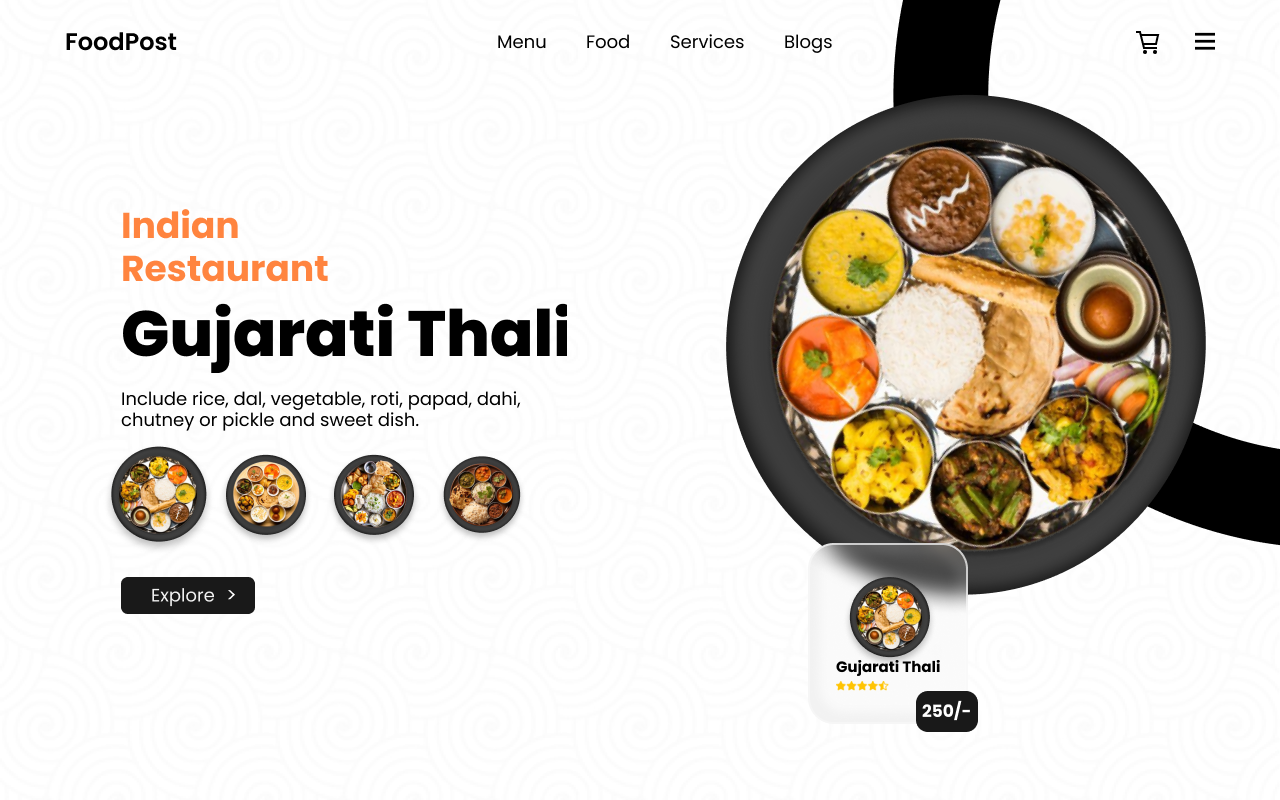 FoodPost
Menu
Food
Services
Blogs
Indian
Restaurant
Gujarati Thali
Include rice, dal, vegetable, roti, papad, dahi,
chutney or pickle and sweet dish.
Explore >
Gujarati Thali
250/-